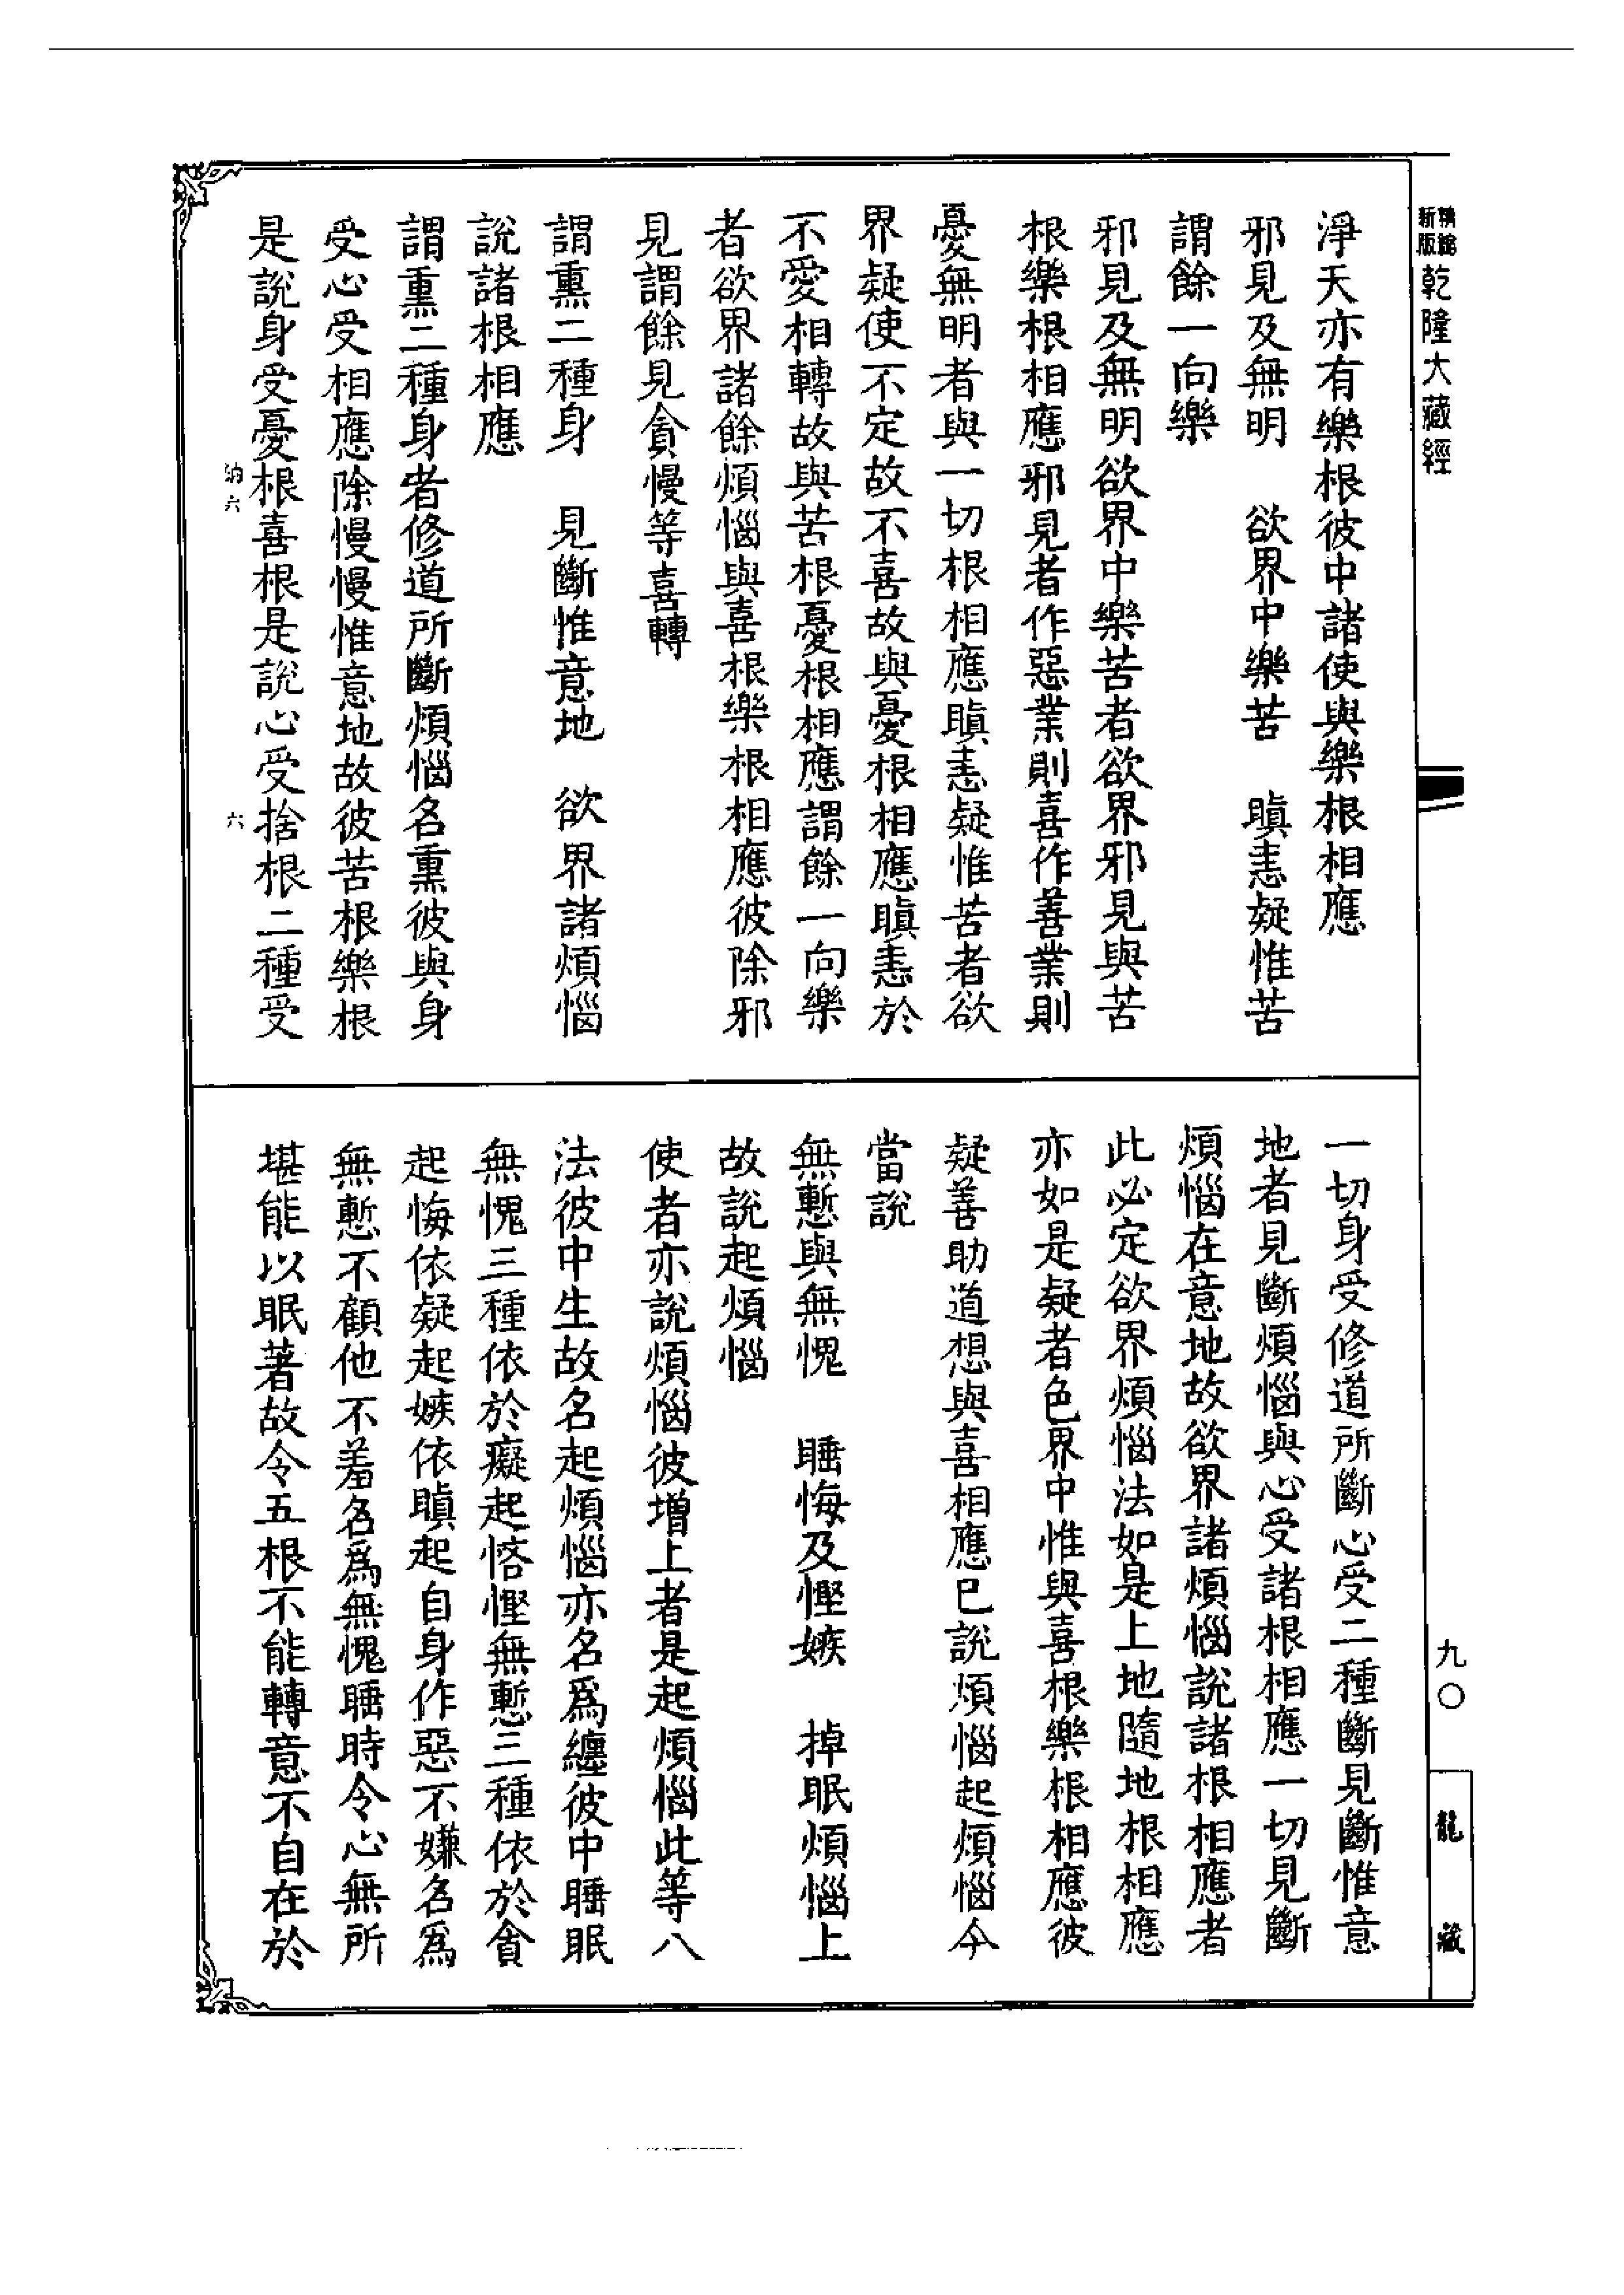 新版
乾隆大藏經
淨天亦有樂根彼中諸使與樂根相應
邪見及無明　欲界中樂苦　瞋恚疑惟苦
謂餘一向樂
邪見及無明欲界中樂苦者欲界邪見與苦
根樂根相應邪見者作惡業則喜作善業則
憂無明者與一切根相應瞋恚疑惟苦者欲
界疑使不定故不喜故與憂根相應瞋恚於
不愛相轉故與苦根憂根相應謂餘一向樂
者欲界諸餘煩惱與喜根樂根相應彼除邪
見謂餘見貪慢等喜轉
謂熏二種身　見斷惟意地　欲界諸煩惱
說諸根相應
謂熏二種身者修道所斷煩惱名熏彼與身
受心受相應除慢慢惟意地故彼苦根樂根
是說身受憂根喜根是說心受捨根二種受
納六
六
一切身受修道所斷心受二種斷見斷惟意
地者見斷煩惱與心受諸根相應一切見斷
煩惱在意地故欲界諸煩惱說諸根相應者
此必定欲界煩惱法如是上地隨地根相應
亦如是疑者色界中惟與喜根樂根相應彼
疑善助道想與喜相應已說煩惱起煩惱今
當說
無慙與無愧　睡悔及慳嫉　掉眠煩惱上
故說起煩惱
使者亦說煩惱彼增上者是起煩惱此等八
法彼中生故名起煩惱亦名爲纏彼中睡眠
無愧三種依於癡起悋慳無慙三種依於貪
起悔依疑起嫉依瞋起自身作惡不嫌名爲
無慙不顧他不羞名爲無愧睡時令心無所
堪能以眠著故令五根不能轉意不自在於
九〇
龍藏